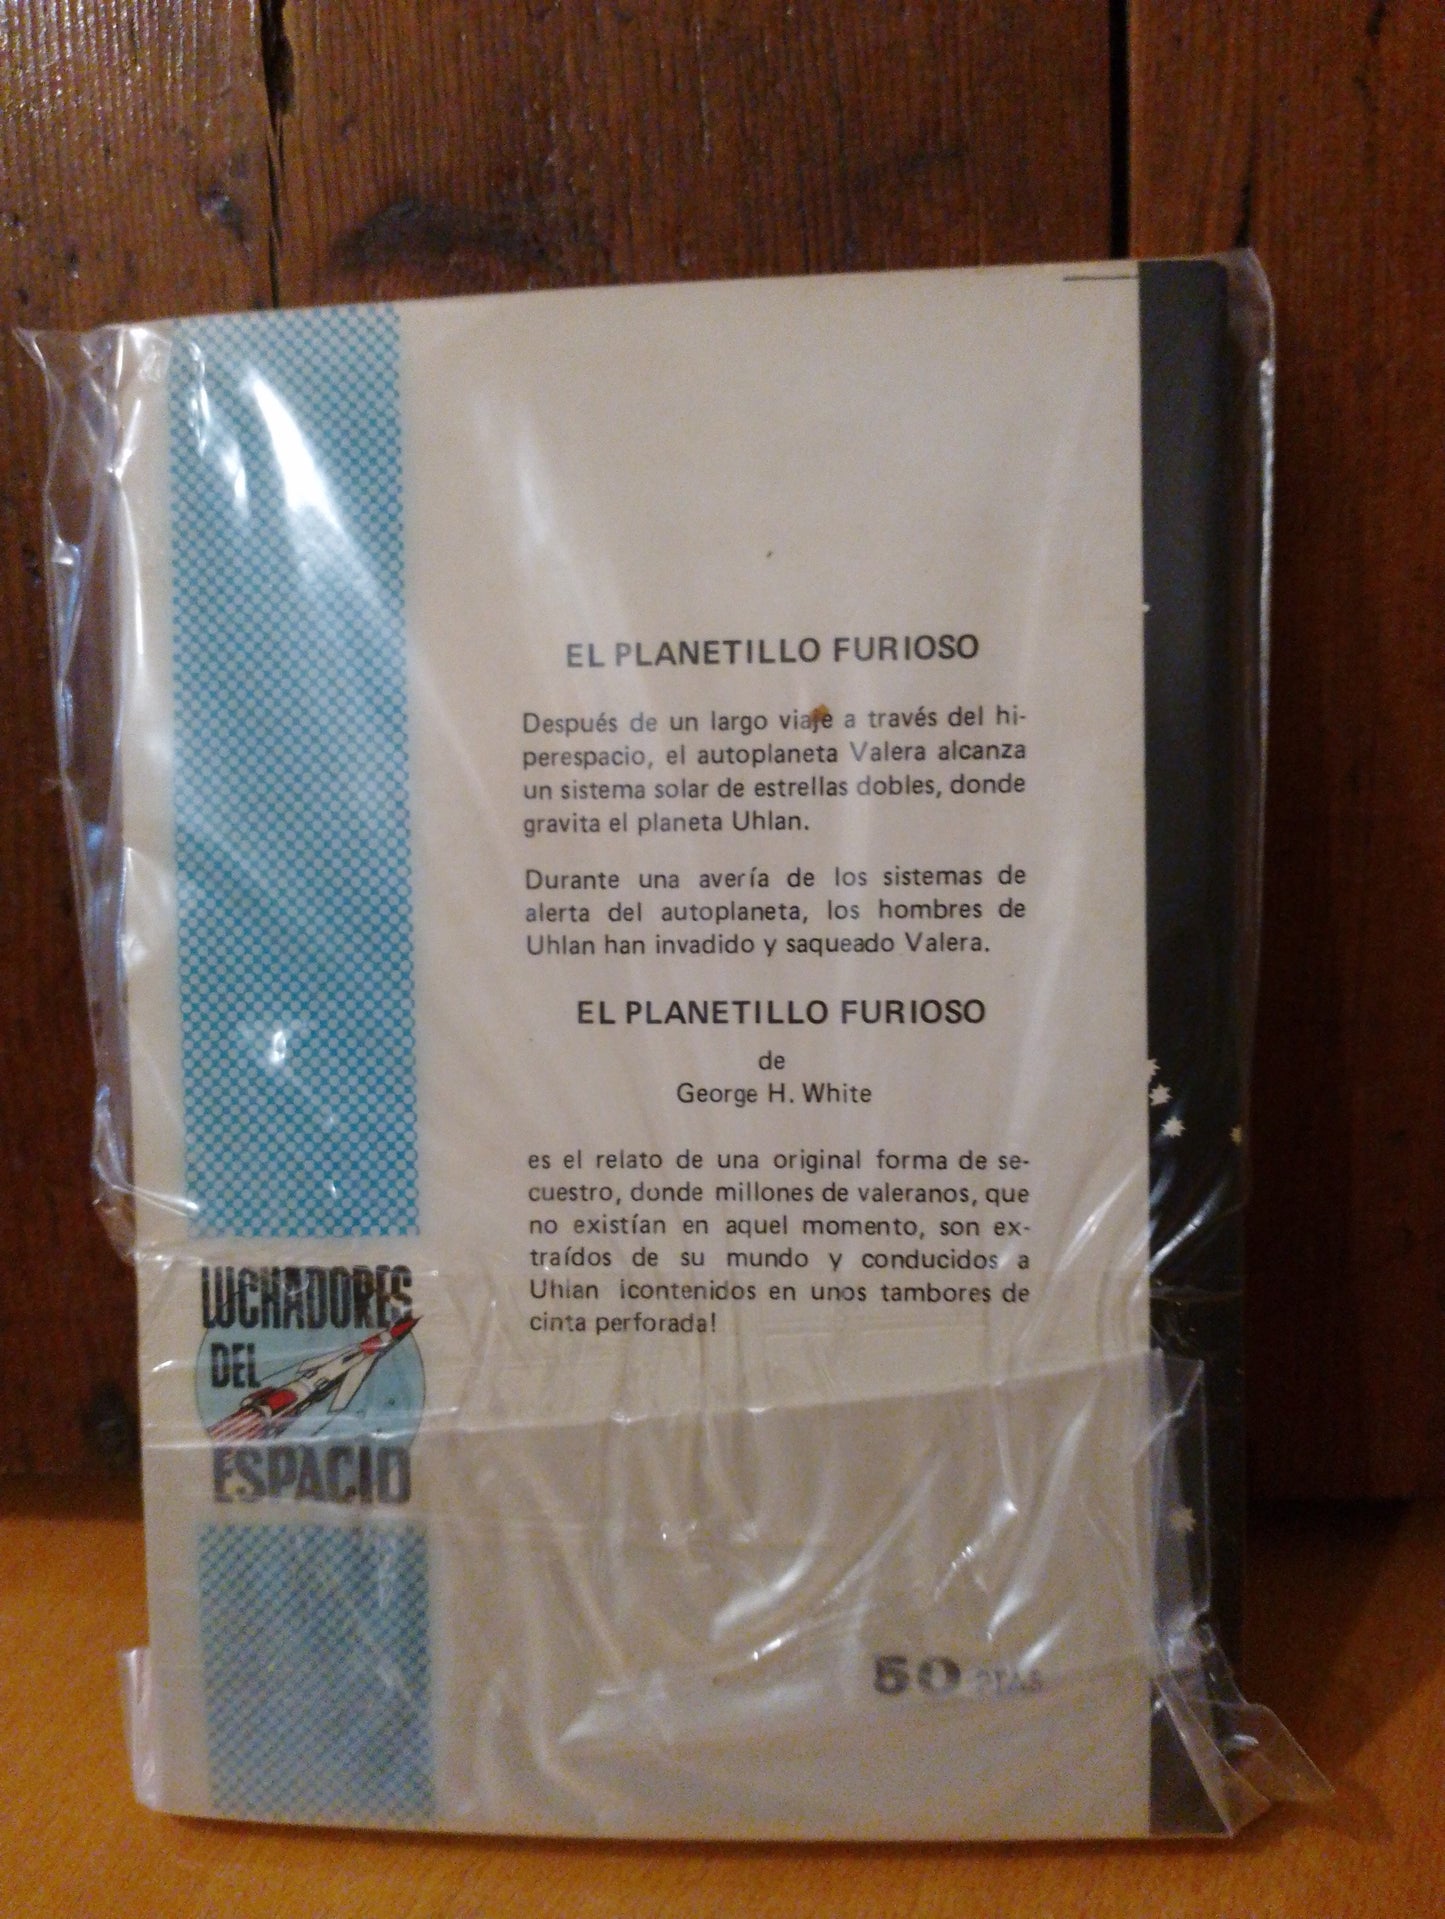 EL PLANETILLO FURIOSO
Después de un largo viaje a través del hi-
perespacio, el autoplaneta Valera alcanza
un sistema solar de estrellas dobles, donde
gravita el planeta Uhlan.
Durante una avería de los sistemas de
alerta del autoplaneta, los hombres de
Uhlan han invadido y saqueado Valera.
EL PLANETILLO FURIOSO
de
George H. White
es el relato de una original forma de se-
cuestro, donde millones de valeranos, que
no existían en aquel momento, son ex-
traídos de su mundo y conducidos a
Uhlan ¡contenidos en unos tambores de
cinta perforada!
LUCHADORES
DEL
ESPACIO
50 PTAS